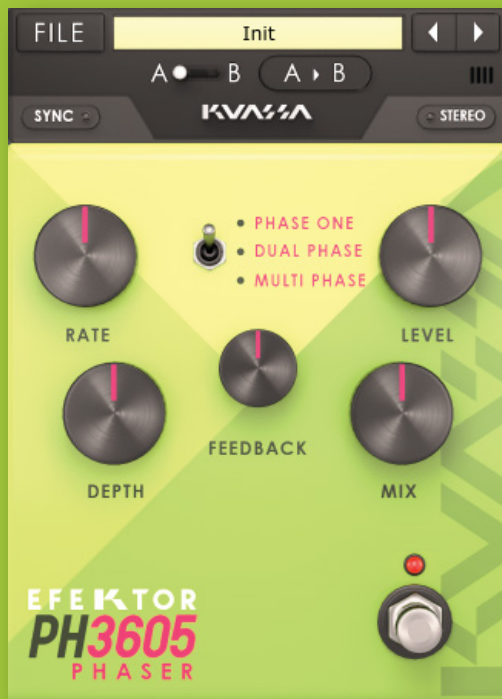 FILE
Init
A B A B
SYNC
KVASSA
STEREO
PHASE ONE
DUAL PHASE
MULTI PHASE
RATE
LEVEL
FEEDBACK
DEPTH
MIX
EFEKTOR
PH3605
PHASER